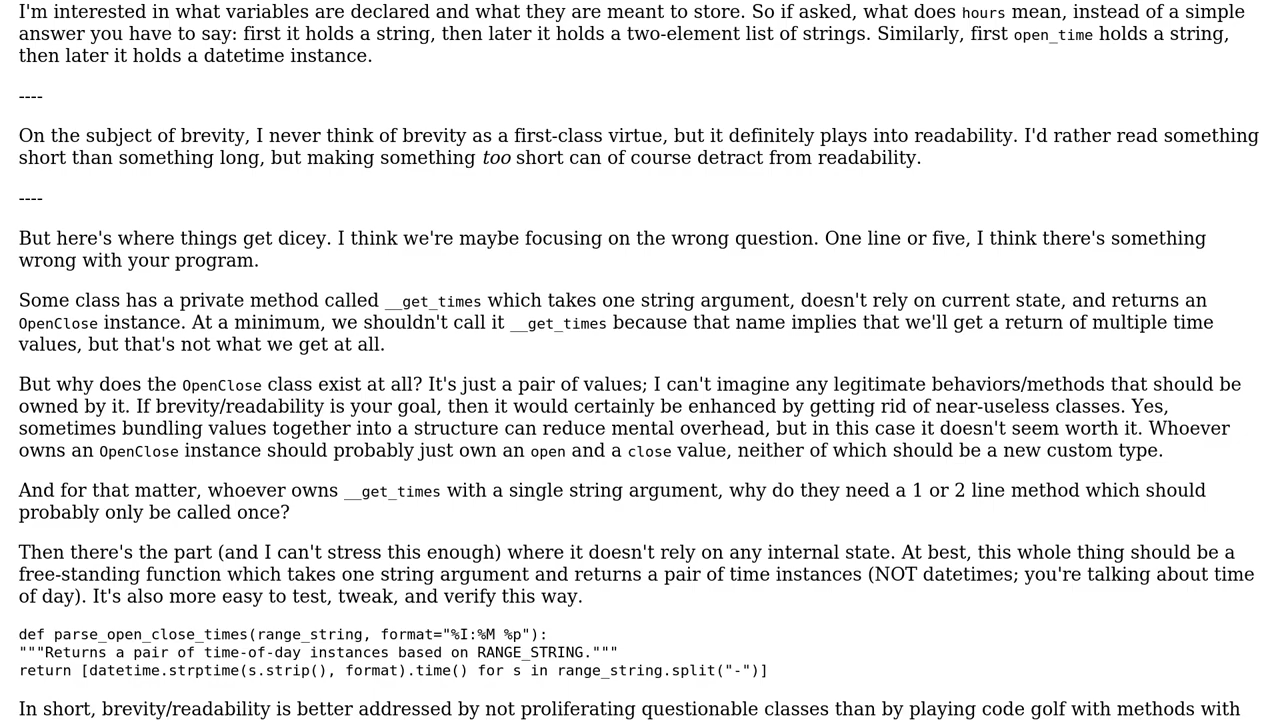 I'm interested in what variables are declared and what they are meant to store. So if asked, what does hours mean, instead of a simple
answer you have to say: first it holds a string, then later it holds a two-element list of strings. Similarly, first open_time holds a string,
then later it holds a datetime instance.
----
On the subject of brevity, I never think of brevity as a first-class virtue, but it definitely plays into readability. I'd rather read something
short than something long, but making something too short can of course detract from readability.
----
But here's where things get dicey. I think we're maybe focusing on the wrong question. One line or five, I think there's something
wrong with your program.
Some class has a private method called __get_times which takes one string argument, doesn't rely on current state, and returns an
OpenClose instance. At a minimum, we shouldn't call it __get_times because that name implies that we'll get a return of multiple time
values, but that's not what we get at all.
But why does the OpenClose class exist at all? It's just a pair of values; I can't imagine any legitimate behaviors/methods that should be
owned by it. If brevity/readability is your goal, then it would certainly be enhanced by getting rid of near-useless classes. Yes,
sometimes bundling values together into a structure can reduce mental overhead, but in this case it doesn't seem worth it. Whoever
owns an OpenClose instance should probably just own an open and a close value, neither of which should be a new custom type.
And for that matter, whoever owns __get_times with a single string argument, why do they need a 1 or 2 line method which should
probably only be called once?
Then there's the part (and I can't stress this enough) where it doesn't rely on any internal state. At best, this whole thing should be a
free-standing function which takes one string argument and returns a pair of time instances (NOT datetimes; you're talking about time
of day). It's also more easy to test, tweak, and verify this way.
def parse_open_close_times(range_string, format="%I:%M %p"):
"""Returns a pair of time-of-day instances based on RANGE_STRING."""
return [datetime.strptime(s.strip(), format).time() for s in range_string.split("-")]
In short, brevity/readability is better addressed by not proliferating questionable classes than by playing code golf with methods with